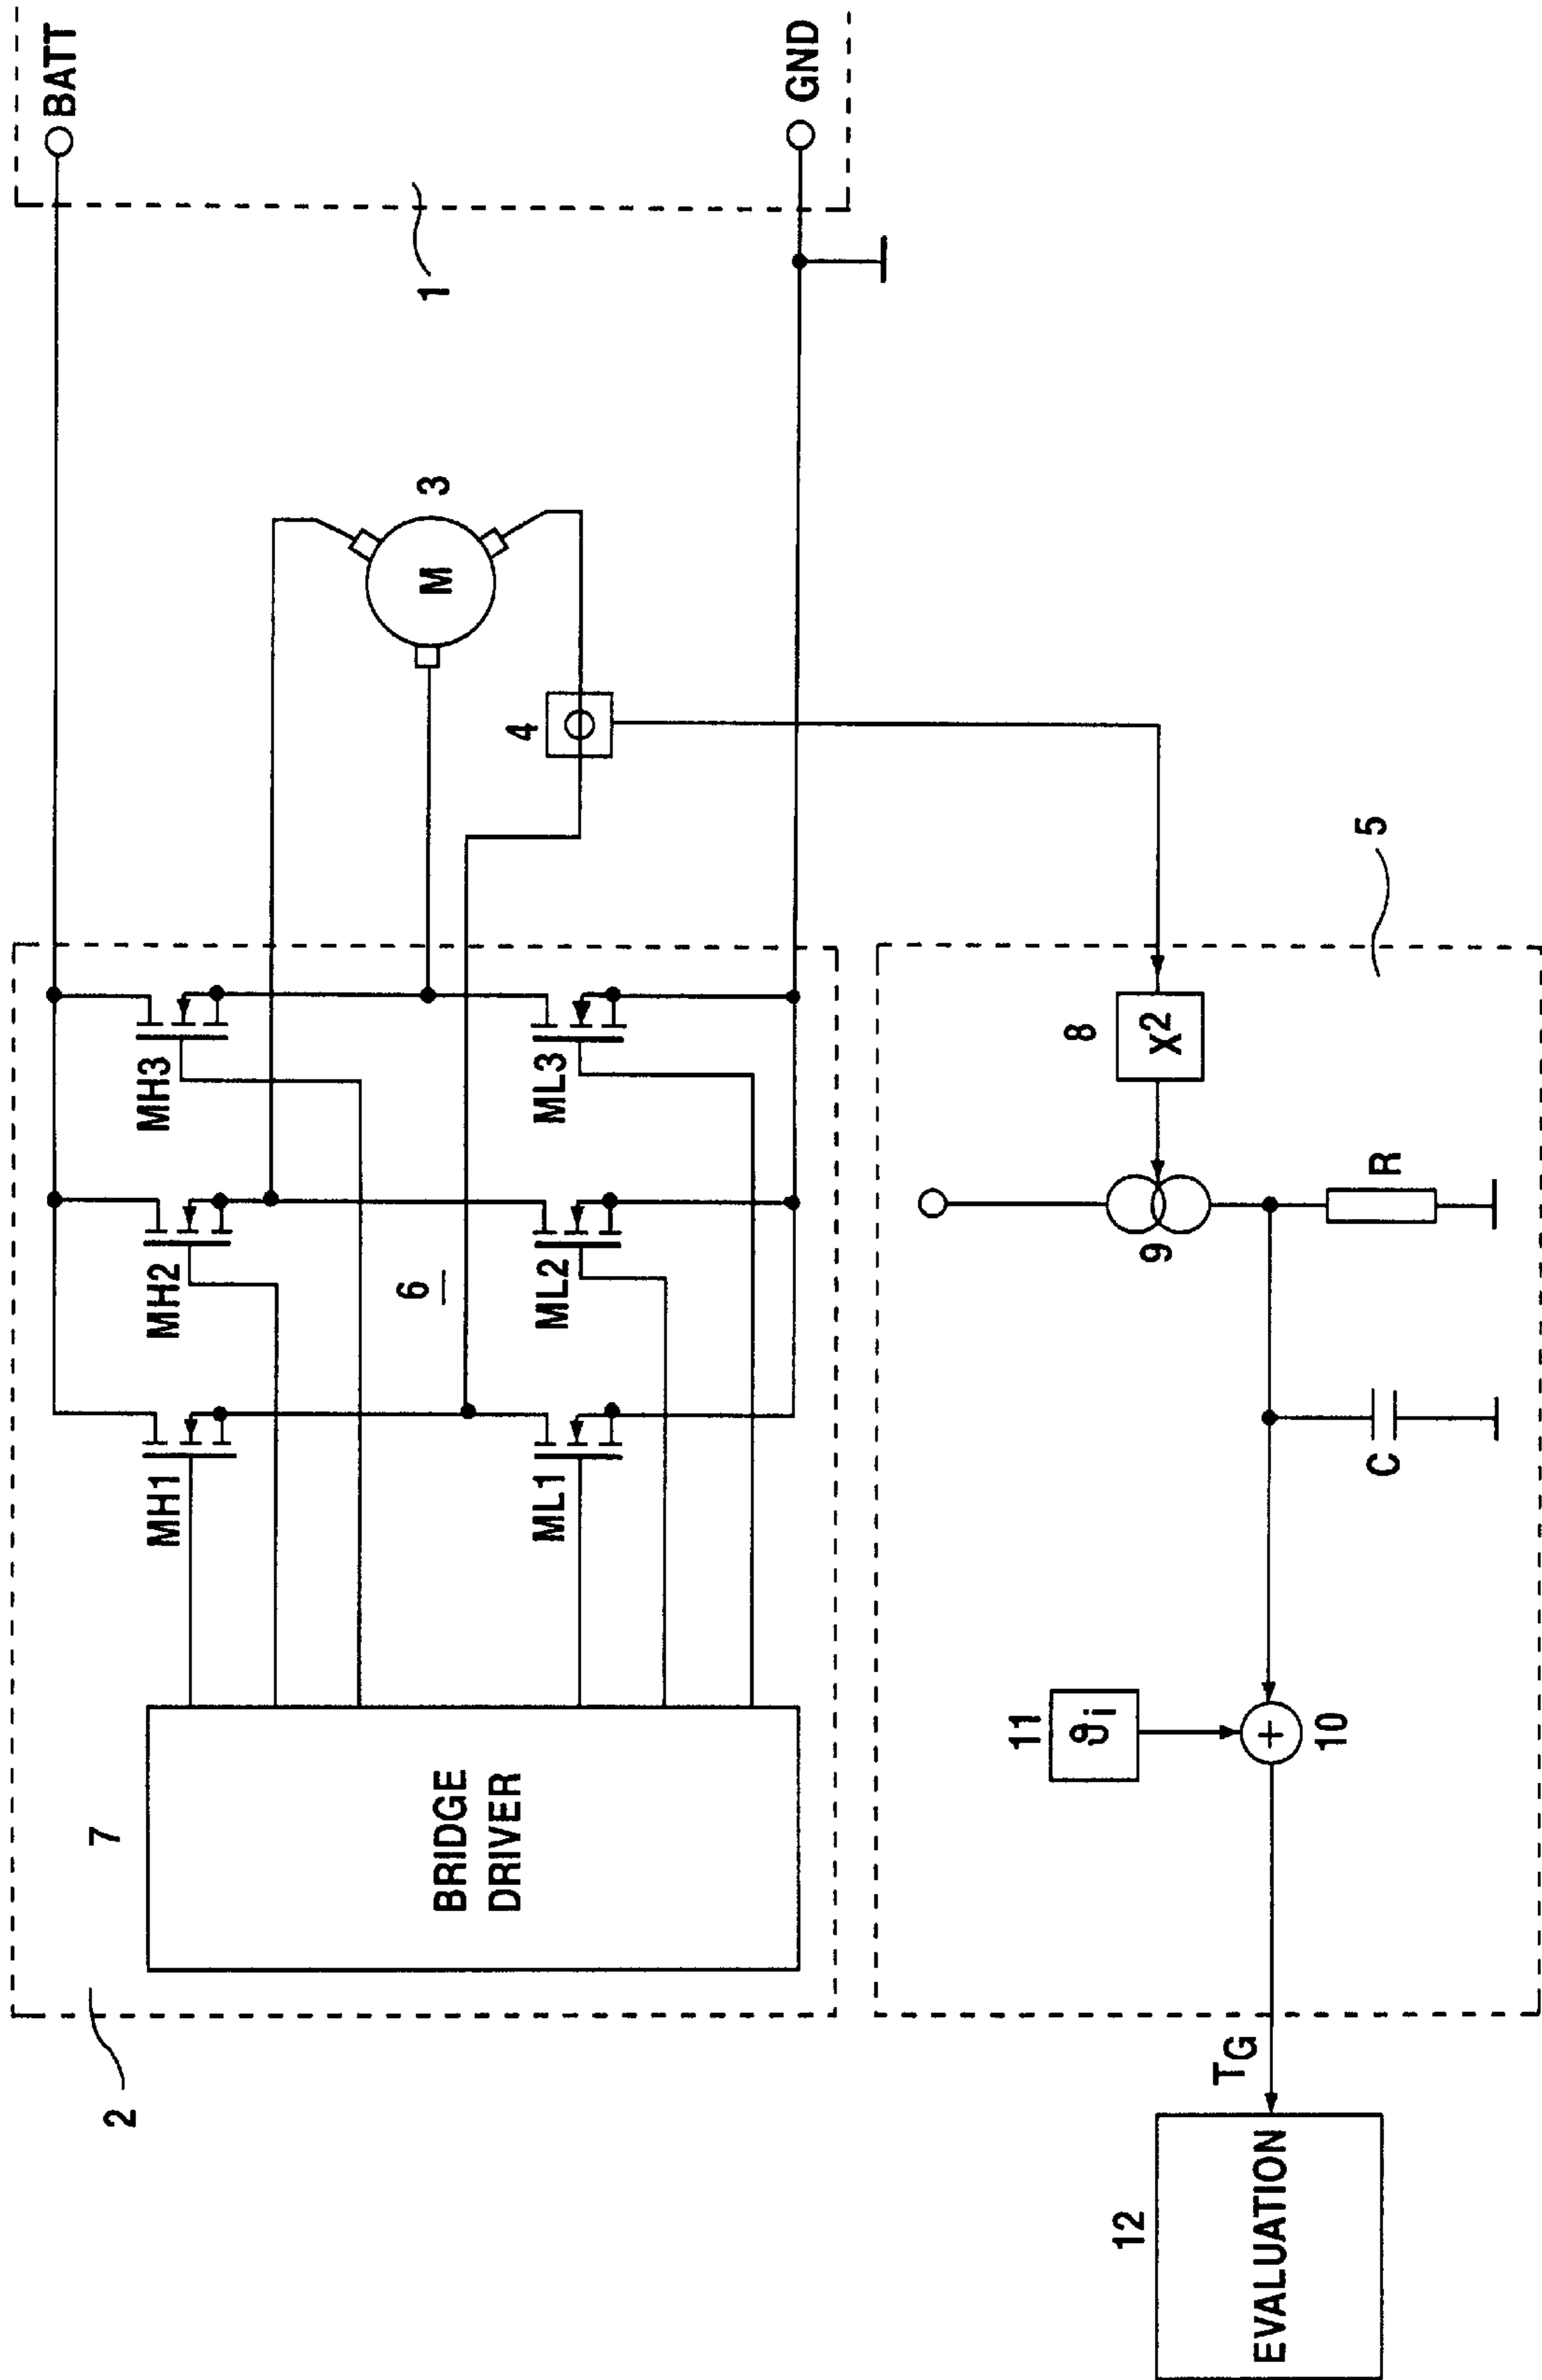 BATT
GND
1
3
M
4
5
MH3
ML3
8
X²
MH2
6
ML2
9
R
MH1
ML1
C
7
BRIDGE
DRIVER
11
ϑi
+
10
2
TG
12
EVALUATION